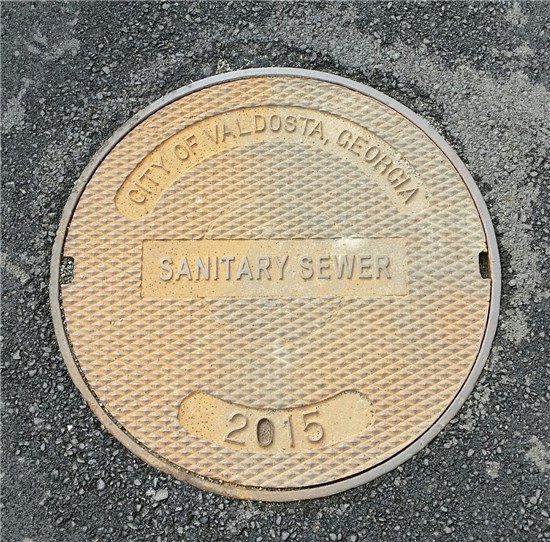 CITY OF VALDOSTA, GEORGIA
SANITARY SEWER
2015